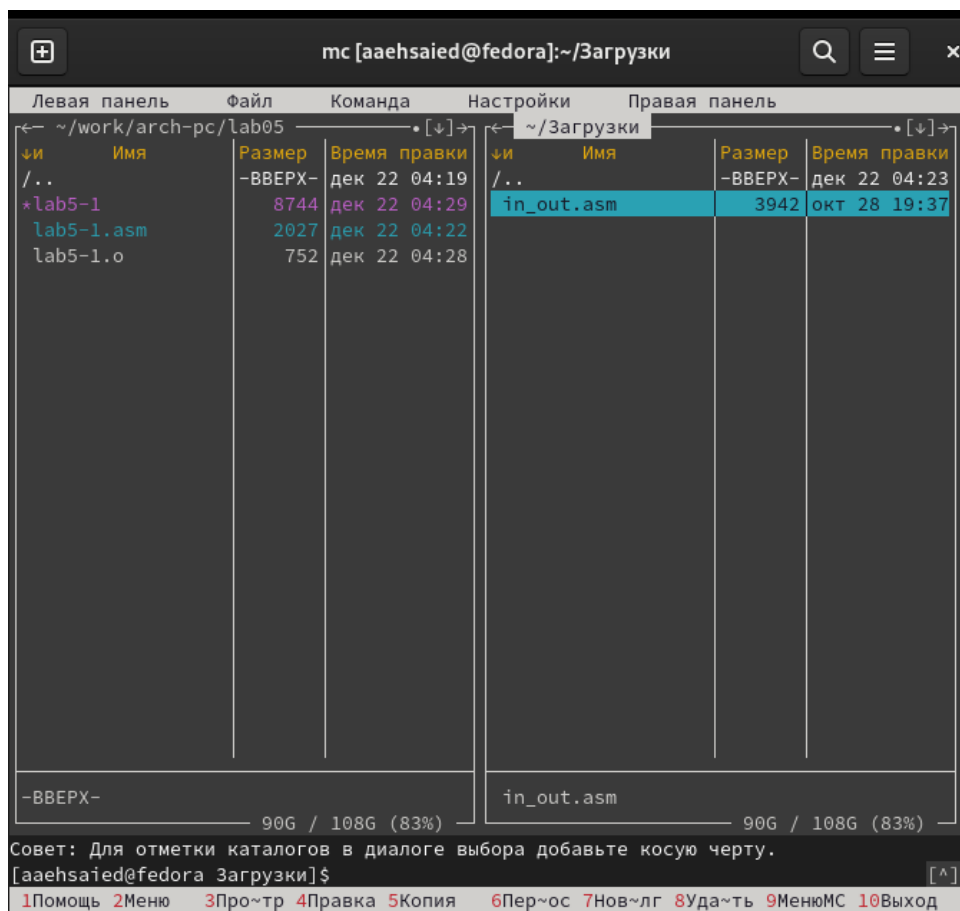 mc [aaehsaied@fedora]:~/Загрузки
Левая панель Файл Команда Настройки Правая панель
~/work/arch-pc/lab05 •[↓] ~/Загрузки •[↓]
↓и Имя Размер Время правки ↓и Имя Размер Время правки
/.. -ВВЕРХ- дек 22 04:19 /.. -ВВЕРХ- дек 22 04:23
*lab5-1 8744 дек 22 04:29 in_out.asm 3942 окт 28 19:37
lab5-1.asm 2027 дек 22 04:22
lab5-1.o 752 дек 22 04:28
-ВВЕРХ- in_out.asm
90G / 108G (83%) 90G / 108G (83%)
Совет: Для отметки каталогов в диалоге выбора добавьте косую черту.
[aaehsaied@fedora Загрузки]$ [^]
1Помощь 2Меню 3Про~тр 4Правка 5Копия 6Пер~ос 7Нов~лг 8Уда~ть 9МенюМС 10Выход